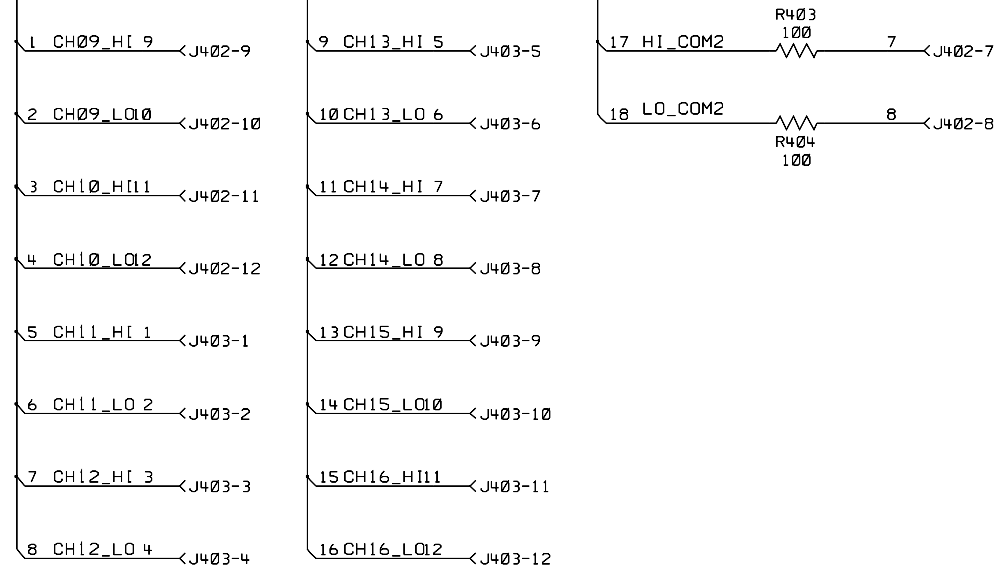 1 CH09_HI 9 J402-9
2 CH09_LO10 J402-10
3 CH10_HI11 J402-11
4 CH10_LO12 J402-12
5 CH11_HI 1 J403-1
6 CH11_LO 2 J403-2
7 CH12_HI 3 J403-3
8 CH12_LO 4 J403-4
9 CH13_HI 5 J403-5
10 CH13_LO 6 J403-6
11 CH14_HI 7 J403-7
12 CH14_LO 8 J403-8
13 CH15_HI 9 J403-9
14 CH15_LO10 J403-10
15 CH16_HI11 J403-11
16 CH16_LO12 J403-12
R403
100
17 HI_COM2 7 J402-7
18 LO_COM2 8 J402-8
R404
100